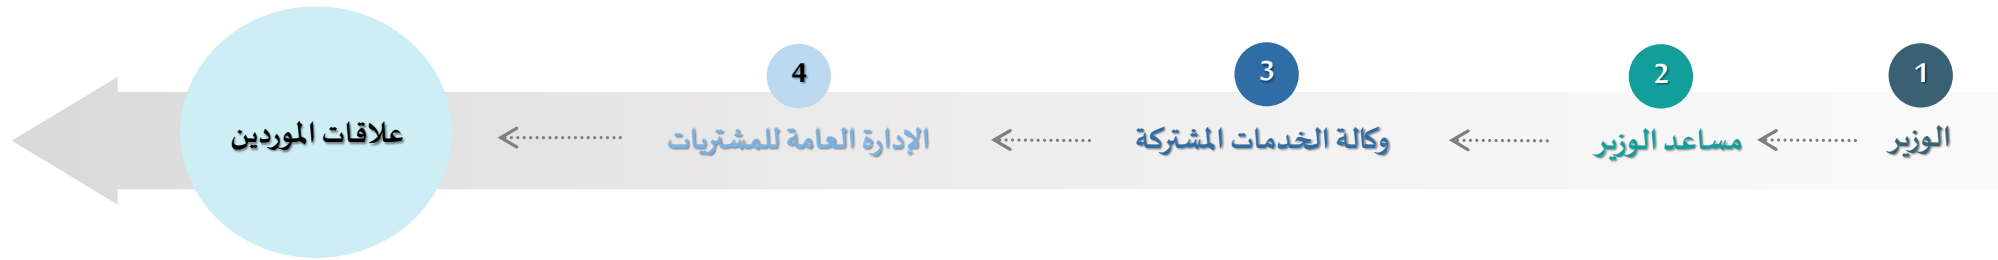 1
الوزير
2
مساعد الوزير
3
وكالة الخدمات المشتركة
4
الإدارة العامة للمشتريات
علاقات الموردين